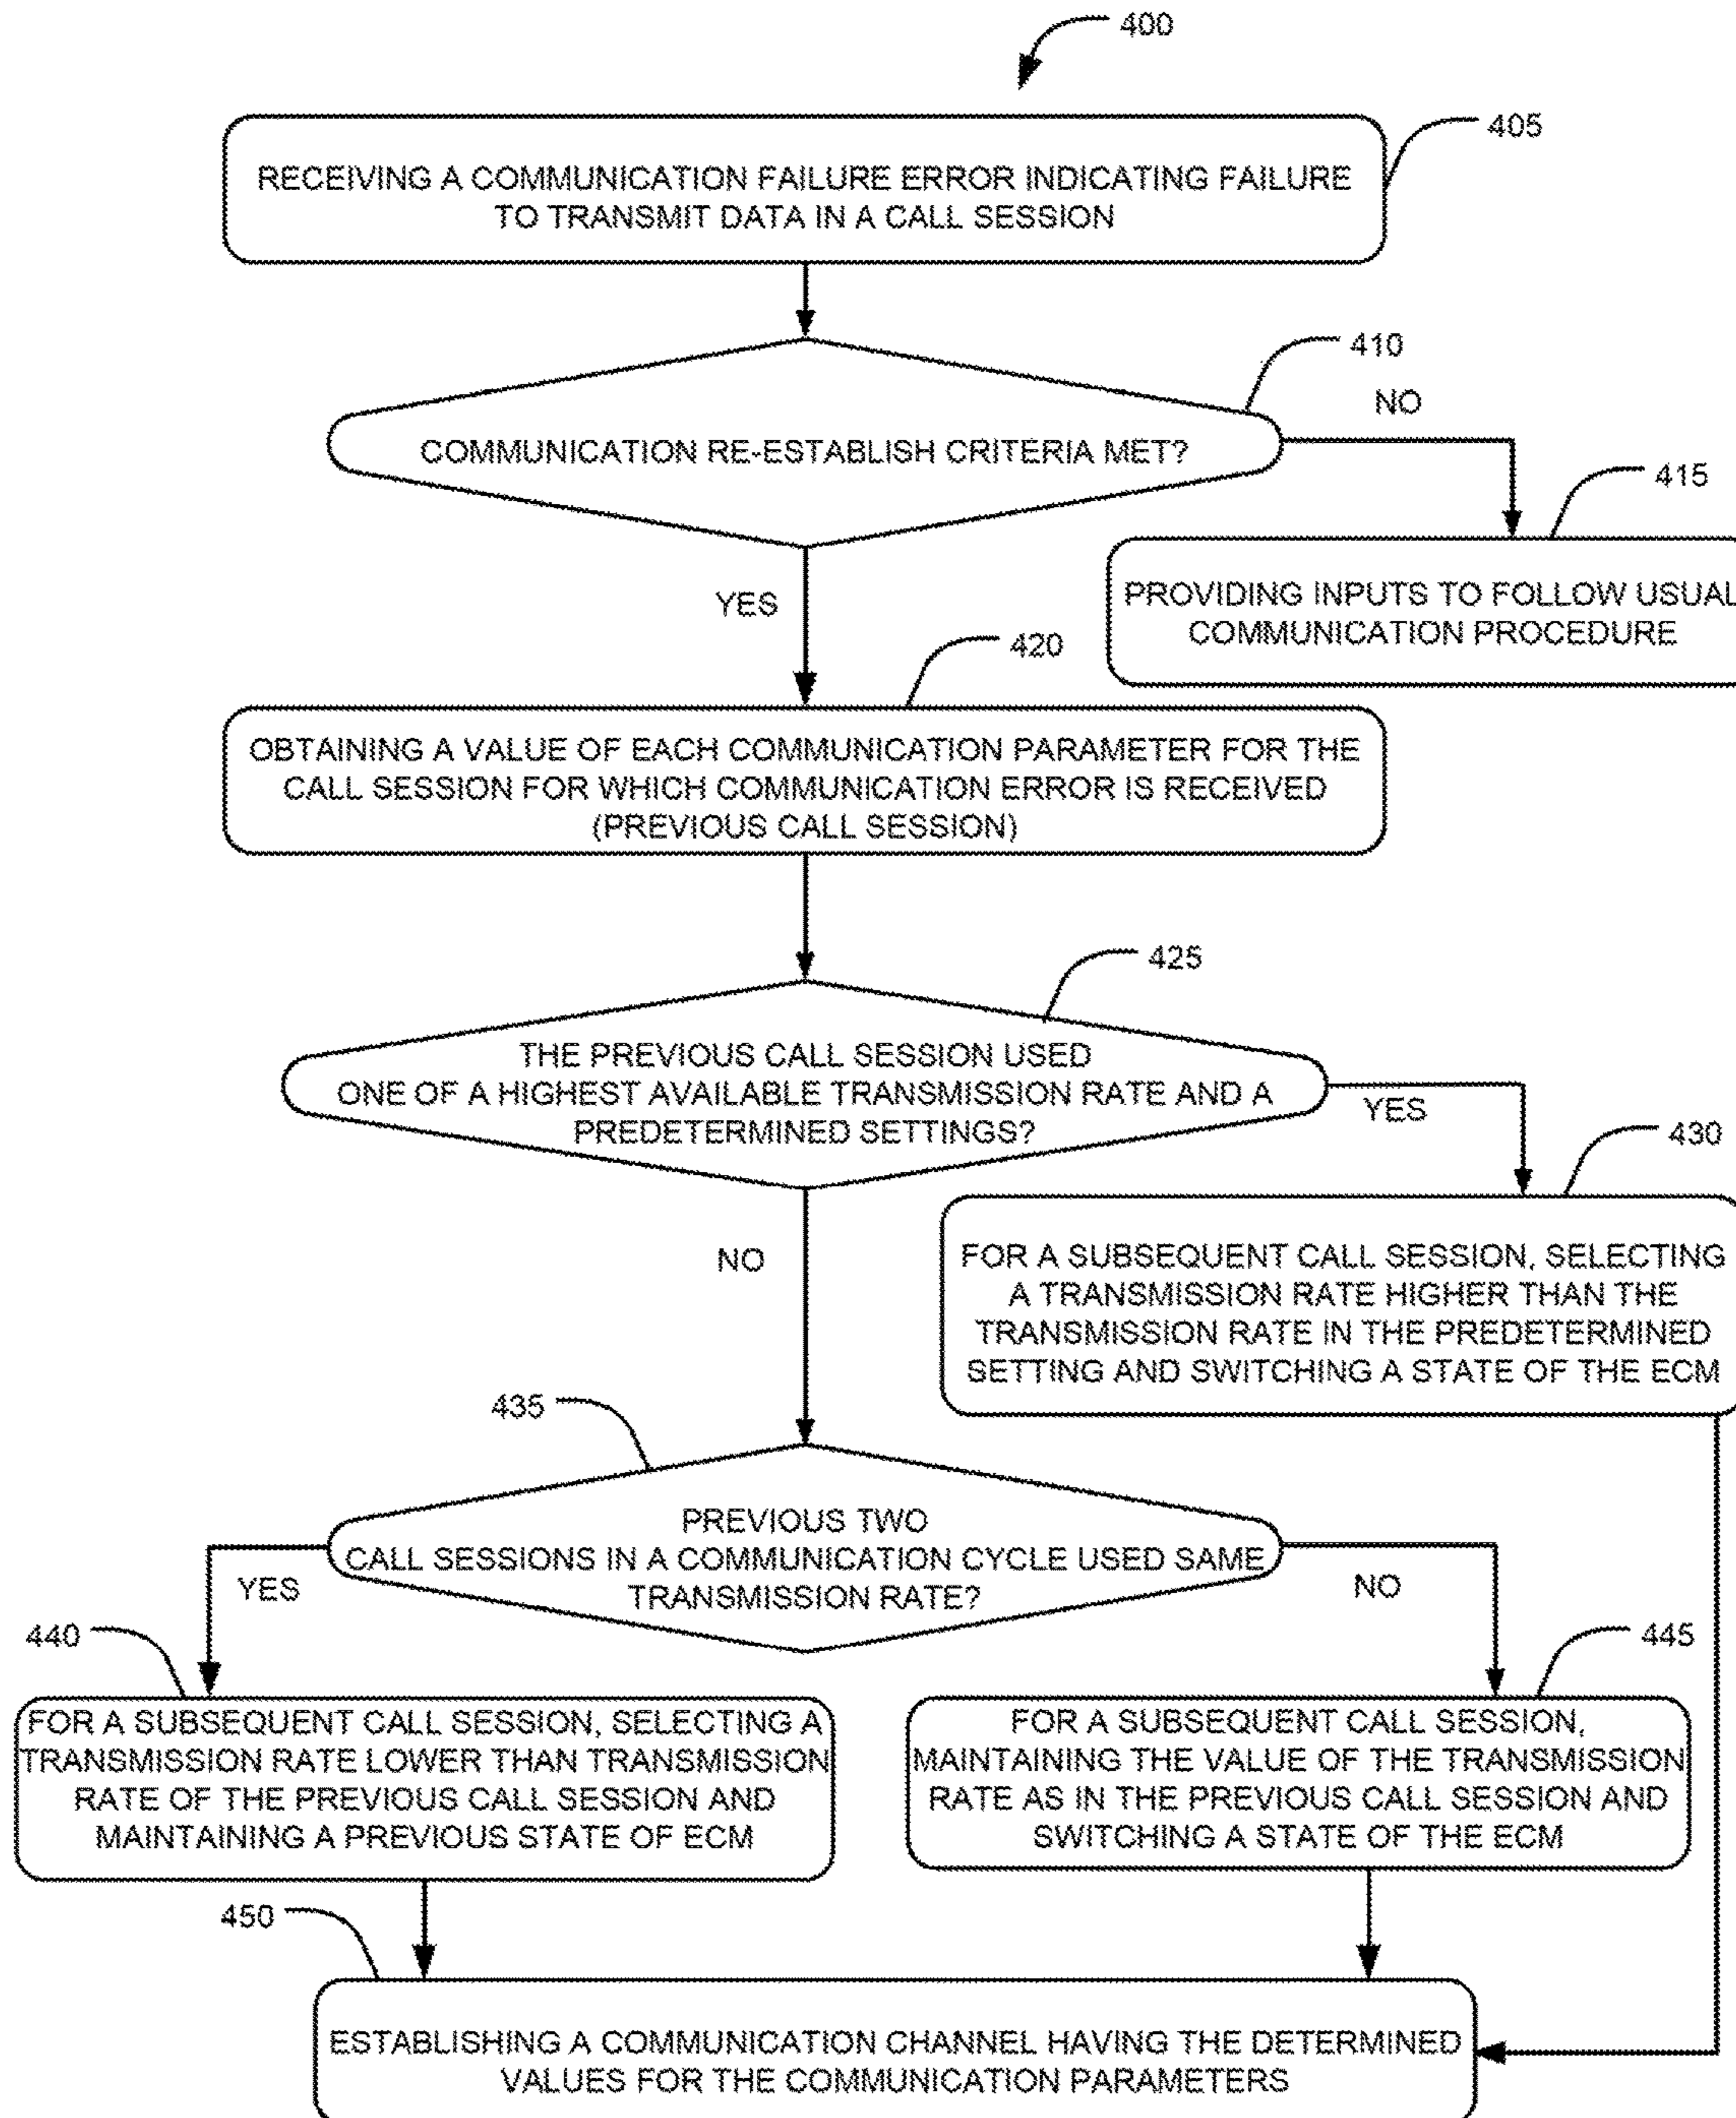 400
405
RECEIVING A COMMUNICATION FAILURE ERROR INDICATING FAILURE
TO TRANSMIT DATA IN A CALL SESSION
410
NO
COMMUNICATION RE-ESTABLISH CRITERIA MET?
415
PROVIDING INPUTS TO FOLLOW USUAL
COMMUNICATION PROCEDURE
YES
420
OBTAINING A VALUE OF EACH COMMUNICATION PARAMETER FOR THE
CALL SESSION FOR WHICH COMMUNICATION ERROR IS RECEIVED
(PREVIOUS CALL SESSION)
425
THE PREVIOUS CALL SESSION USED
ONE OF A HIGHEST AVAILABLE TRANSMISSION RATE AND A
PREDETERMINED SETTINGS?
YES
430
NO
FOR A SUBSEQUENT CALL SESSION, SELECTING
A TRANSMISSION RATE HIGHER THAN THE
TRANSMISSION RATE IN THE PREDETERMINED
SETTING AND SWITCHING A STATE OF THE ECM
435
PREVIOUS TWO
CALL SESSIONS IN A COMMUNICATION CYCLE USED SAME
TRANSMISSION RATE?
YES
NO
440
445
FOR A SUBSEQUENT CALL SESSION, SELECTING A
TRANSMISSION RATE LOWER THAN TRANSMISSION
RATE OF THE PREVIOUS CALL SESSION AND
MAINTAINING A PREVIOUS STATE OF ECM
FOR A SUBSEQUENT CALL SESSION,
MAINTAINING THE VALUE OF THE TRANSMISSION
RATE AS IN THE PREVIOUS CALL SESSION AND
SWITCHING A STATE OF THE ECM
450
ESTABLISHING A COMMUNICATION CHANNEL HAVING THE DETERMINED
VALUES FOR THE COMMUNICATION PARAMETERS